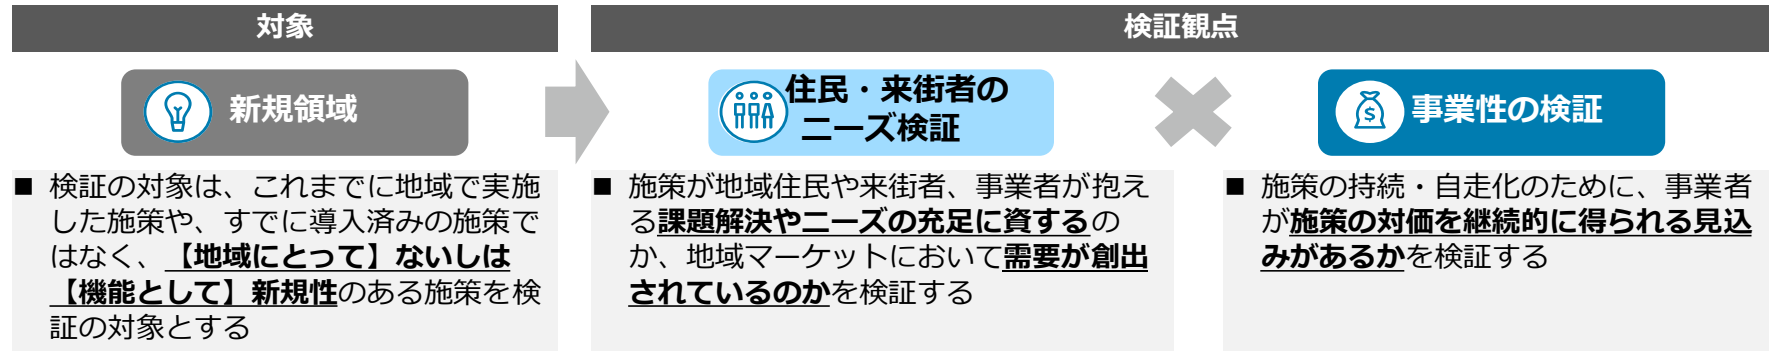 対象
検証観点
新規領域
住民・来街者の
ニーズ検証
事業性の検証
■ 検証の対象は、これまでに地域で実施
した施策や、すでに導入済みの施策で
はなく、【地域にとって】ないしは
【機能として】新規性のある施策を検
証の対象とする
■ 施策が地域住民や来街者、事業者が抱え
る課題解決やニーズの充足に資するの
か、地域マーケットにおいて需要が創出
されているのかを検証する
■ 施策の持続・自走化のために、事業者
が施策の対価を継続的に得られる見込
みがあるかを検証する